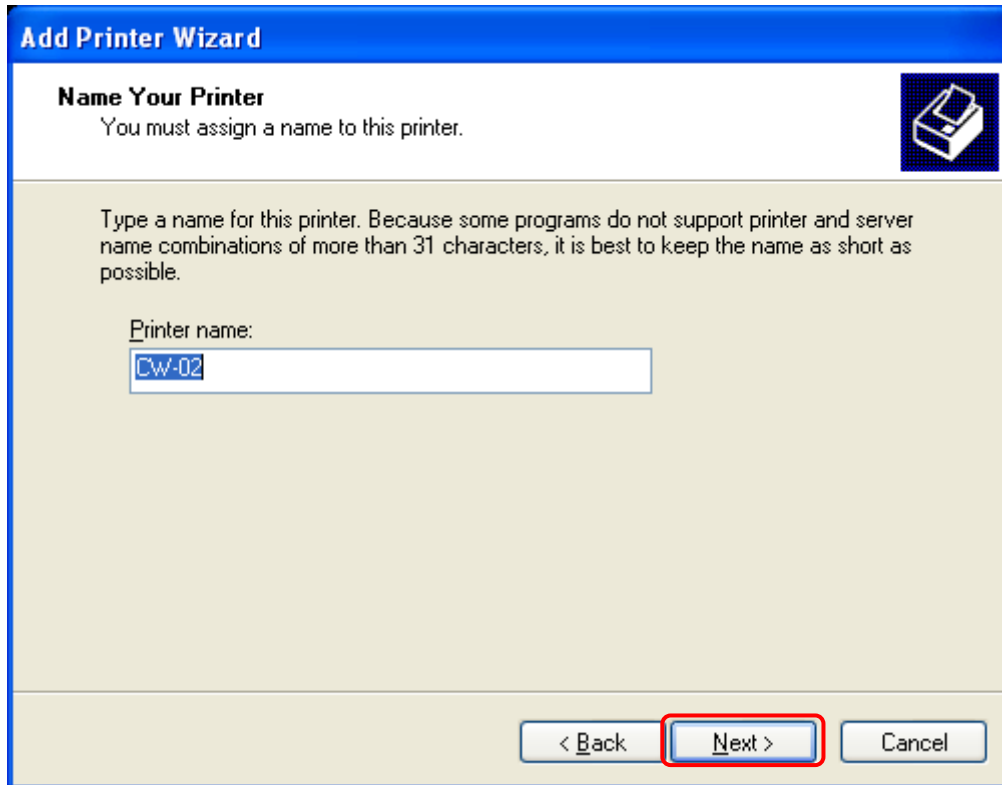 Add Printer Wizard
Name Your Printer
You must assign a name to this printer.
Type a name for this printer. Because some programs do not support printer and server
name combinations of more than 31 characters, it is best to keep the name as short as
possible.
Printer name:
CW-02
< Back Next > Cancel